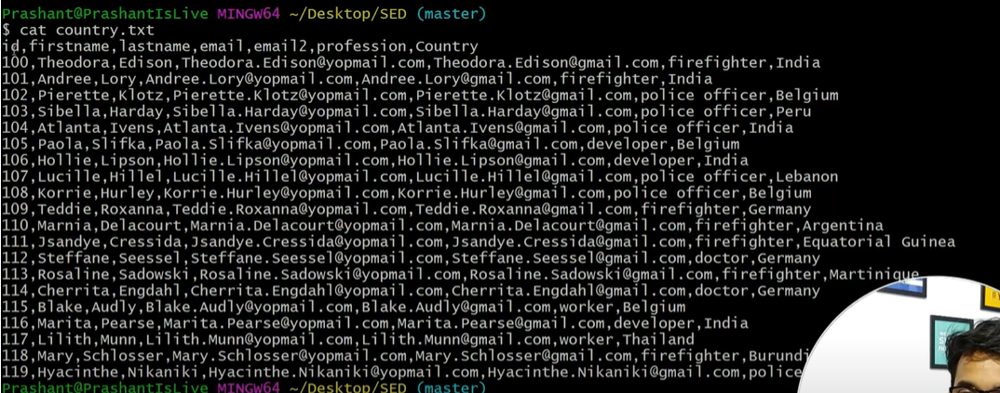 Prashant@PrashantIsLive MINGW64 ~/Desktop/SED (master)
$ cat country.txt
id,firstname,lastname,email,email2,profession,Country
100,Theodora,Edison,Theodora.Edison@yopmail.com,Theodora.Edison@gmail.com,firefighter,India
101,Andree,Lory,Andree.Lory@yopmail.com,Andree.Lory@gmail.com,firefighter,India
102,Pierette,Klotz,Pierette.Klotz@yopmail.com,Pierette.Klotz@gmail.com,police officer,Belgium
103,Sibella,Harday,Sibella.Harday@yopmail.com,Sibella.Harday@gmail.com,police officer,Peru
104,Atlanta,Ivens,Atlanta.Ivens@yopmail.com,Atlanta.Ivens@gmail.com,police officer,India
105,Paola,Slifka,Paola.Slifka@yopmail.com,Paola.Slifka@gmail.com,developer,Belgium
106,Hollie,Lipson,Hollie.Lipson@yopmail.com,Hollie.Lipson@gmail.com,developer,India
107,Lucille,Hillel,Lucille.Hillel@yopmail.com,Lucille.Hillel@gmail.com,police officer,Lebanon
108,Korrie,Hurley,Korrie.Hurley@yopmail.com,Korrie.Hurley@gmail.com,police officer,Belgium
109,Teddie,Roxanna,Teddie.Roxanna@yopmail.com,Teddie.Roxanna@gmail.com,firefighter,Germany
110,Marnia,Delacourt,Marnia.Delacourt@yopmail.com,Marnia.Delacourt@gmail.com,firefighter,Argentina
111,Jsandye,Cressida,Jsandye.Cressida@yopmail.com,Jsandye.Cressida@gmail.com,firefighter,Equatorial Guinea
112,Steffane,Seessel,Steffane.Seessel@yopmail.com,Steffane.Seessel@gmail.com,doctor,Germany
113,Rosaline,Sadowski,Rosaline.Sadowski@yopmail.com,Rosaline.Sadowski@gmail.com,firefighter,Martinique
114,Cherrita,Engdahl,Cherrita.Engdahl@yopmail.com,Cherrita.Engdahl@gmail.com,doctor,Germany
115,Blake,Audly,Blake.Audly@yopmail.com,Blake.Audly@gmail.com,worker,Belgium
116,Marita,Pearse,Marita.Pearse@yopmail.com,Marita.Pearse@gmail.com,developer,India
117,Lilith,Munn,Lilith.Munn@yopmail.com,Lilith.Munn@gmail.com,worker,Thailand
118,Mary,Schlosser,Mary.Schlosser@yopmail.com,Mary.Schlosser@gmail.com,firefighter,Burundi
119,Hyacinthe,Nikaniki,Hyacinthe.Nikaniki@yopmail.com,Hyacinthe.Nikaniki@gmail.com,police
Prashant@PrashantIsLive MINGW64 ~/Desktop/SED (master)